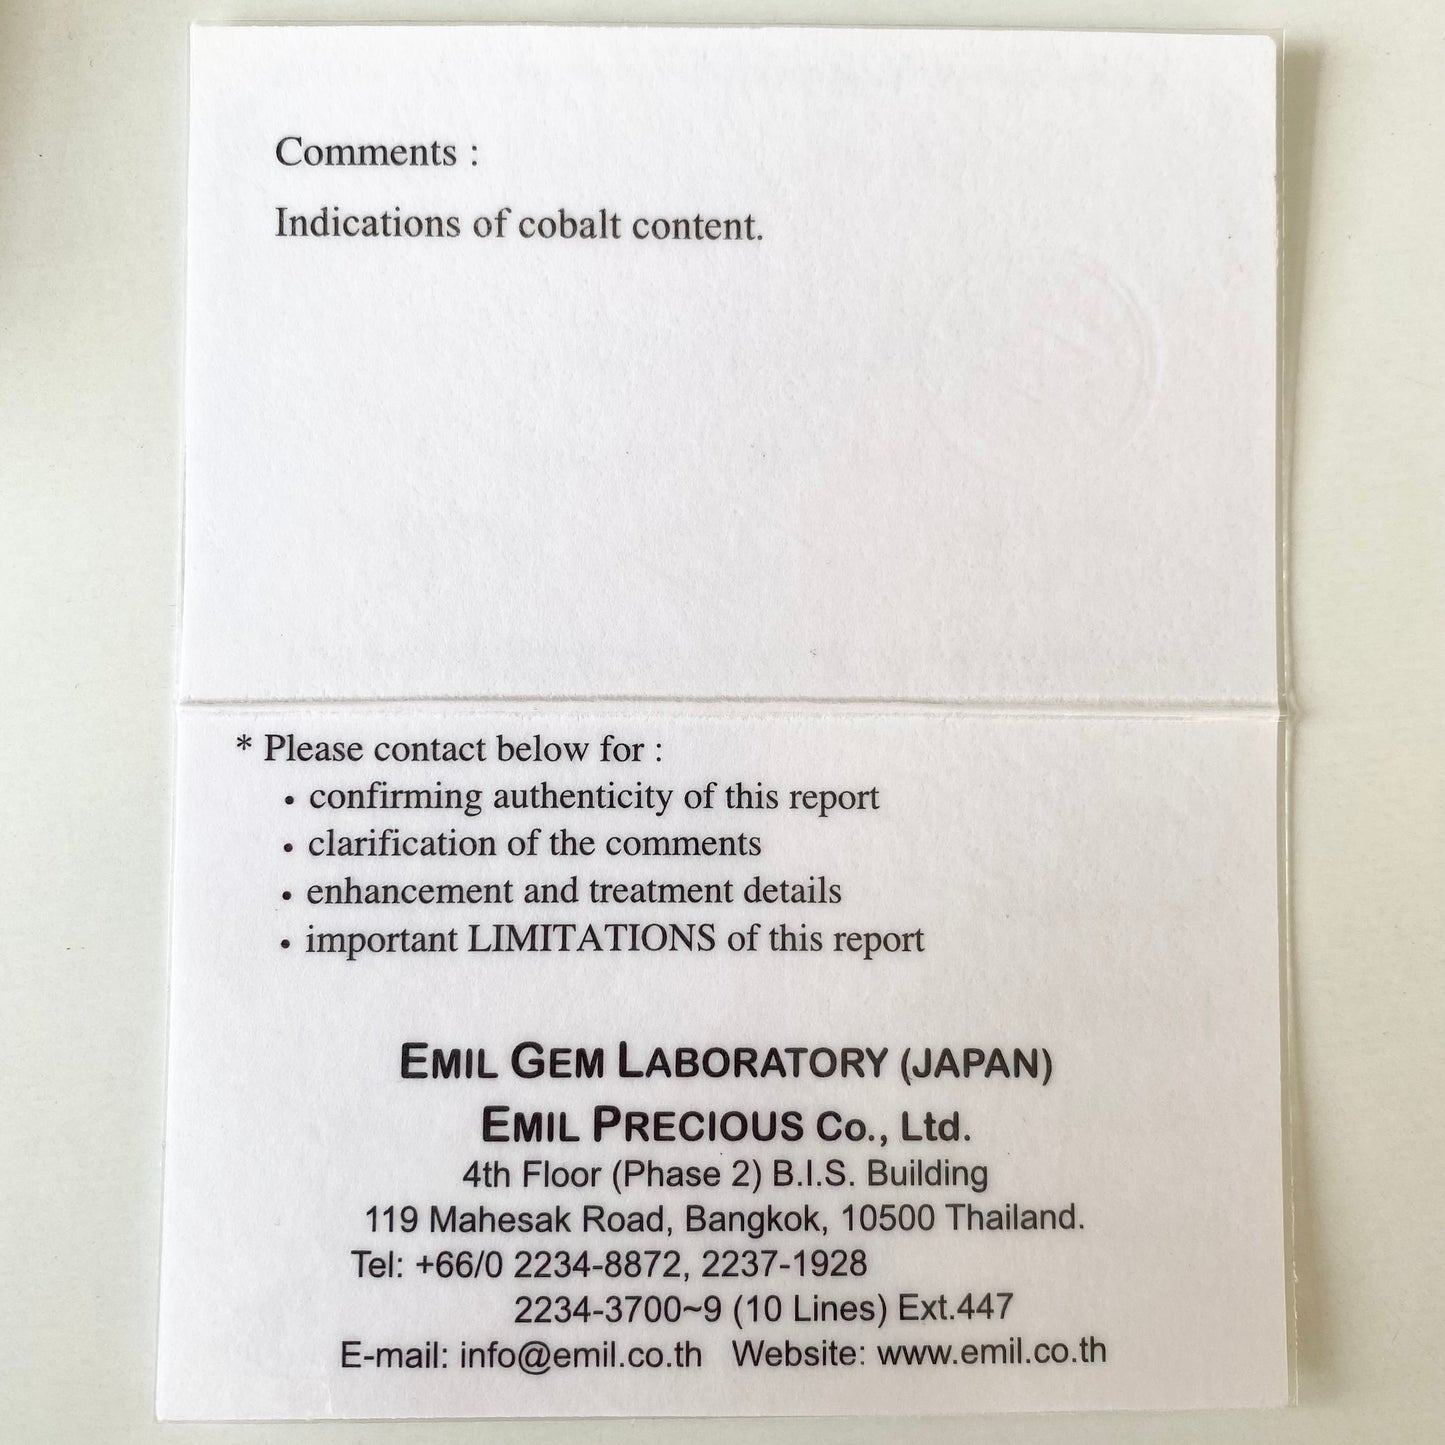 Comments :
Indications of cobalt content.
* Please contact below for :
• confirming authenticity of this report
• clarification of the comments
• enhancement and treatment details
• important LIMITATIONS of this report
EMIL GEM LABORATORY (JAPAN)
EMIL PRECIOUS Co., Ltd.
4th Floor (Phase 2) B.I.S. Building
119 Mahesak Road, Bangkok, 10500 Thailand.
Tel: +66/0 2234-8872, 2237-1928
2234-3700~9 (10 Lines) Ext.447
E-mail: info@emil.co.th Website: www.emil.co.th